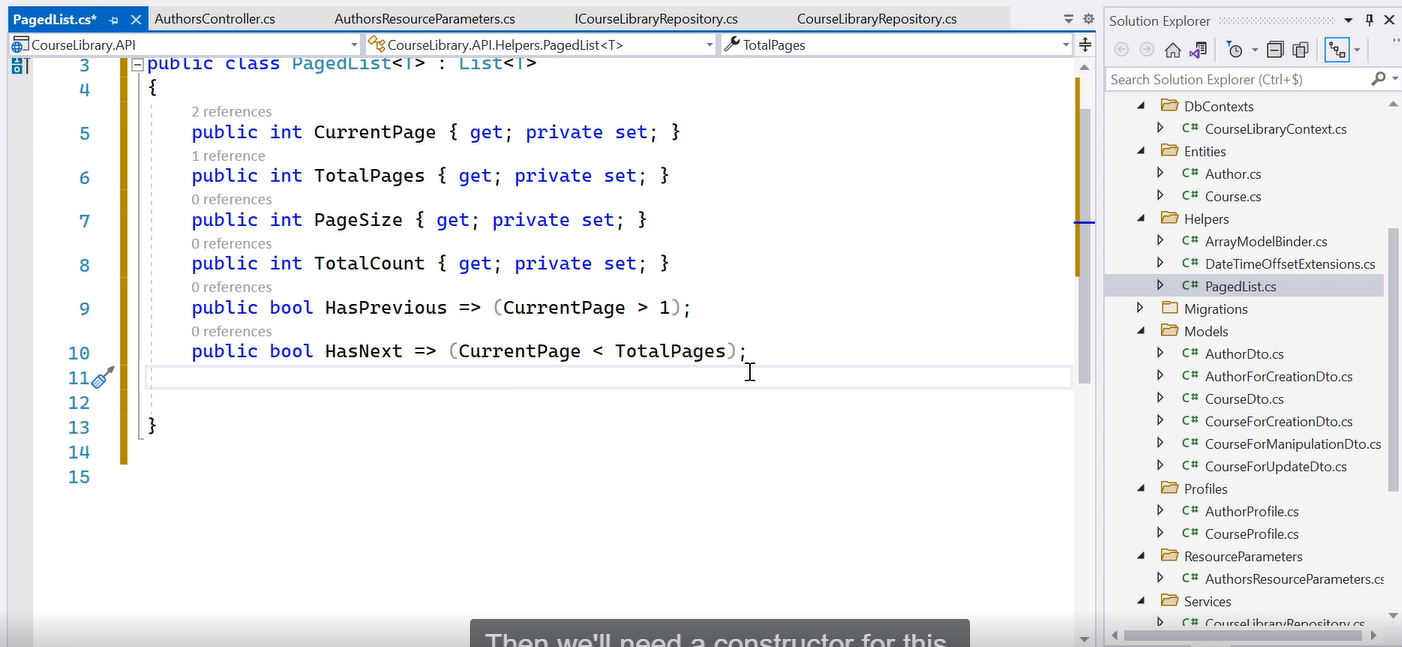 PagedList.cs*
AuthorsController.cs
AuthorsResourceParameters.cs
ICourseLibraryRepository.cs
CourseLibraryRepository.cs
CourseLibrary.API
CourseLibrary.API.Helpers.PagedList<T>
TotalPages
3 public class PagedList<T> : List<T>
4 {
2 references
5 public int CurrentPage { get; private set; }
1 reference
6 public int TotalPages { get; private set; }
0 references
7 public int PageSize { get; private set; }
0 references
8 public int TotalCount { get; private set; }
0 references
9 public bool HasPrevious => (CurrentPage > 1);
0 references
10 public bool HasNext => (CurrentPage < TotalPages);
11
12
13 }
14
15
Then we'll need a constructor for this
Solution Explorer
Search Solution Explorer (Ctrl+$)
DbContexts
C# CourseLibraryContext.cs
Entities
C# Author.cs
C# Course.cs
Helpers
C# ArrayModelBinder.cs
C# DateTimeOffsetExtensions.cs
C# PagedList.cs
Migrations
Models
C# AuthorDto.cs
C# AuthorForCreationDto.cs
C# CourseDto.cs
C# CourseForCreationDto.cs
C# CourseForManipulationDto.cs
C# CourseForUpdateDto.cs
Profiles
C# AuthorProfile.cs
C# CourseProfile.cs
ResourceParameters
C# AuthorsResourceParameters.cs
Services
C# CourseLibraryRepository.cs